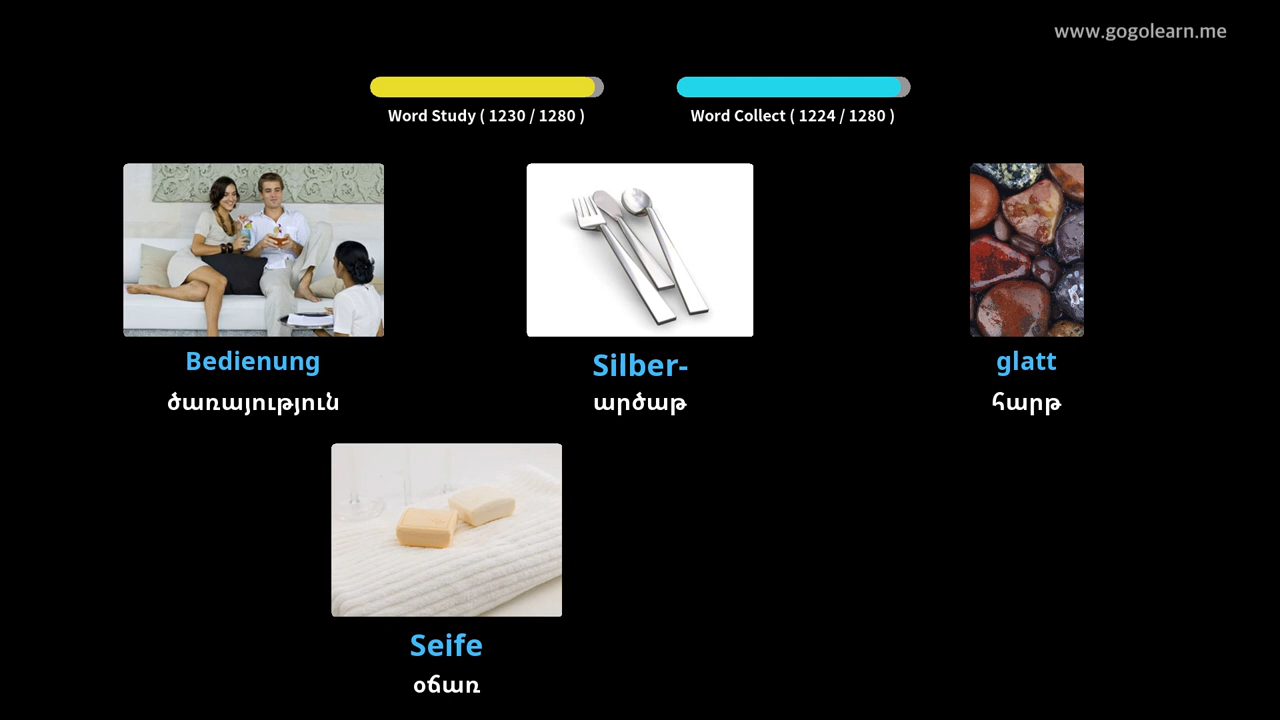 www.gogolearn.me
Word Study ( 1230 / 1280 )
Word Collect ( 1224 / 1280 )
Bedienung
ծառայություն
Silber-
արծաթ
glatt
հարթ
Seife
օճառ